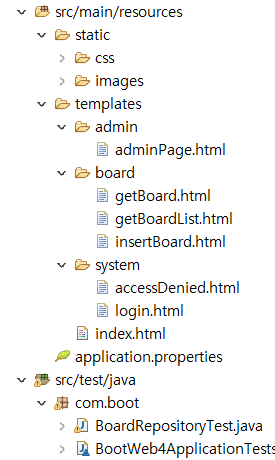 src/main/resources
static
css
images
templates
admin
adminPage.html
board
getBoard.html
getBoardList.html
insertBoard.html
system
accessDenied.html
login.html
index.html
application.properties
src/test/java
com.boot
BoardRepositoryTest.java
BootWeb4ApplicationTests